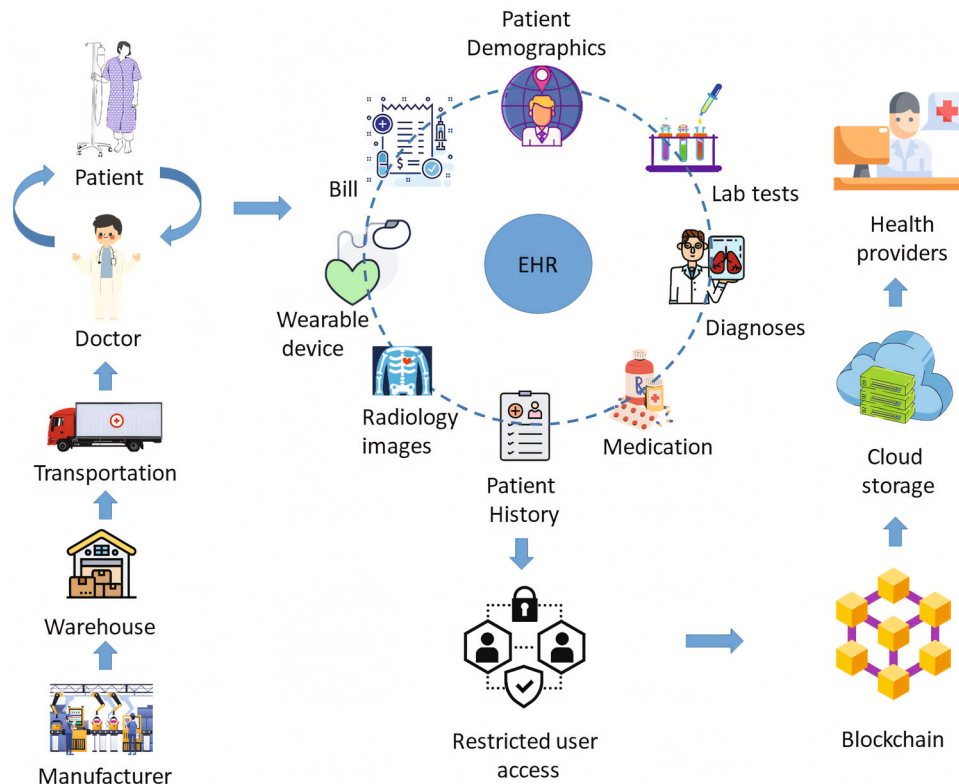 Patient
Demographics
Patient
Bill
Lab tests
Health
providers
EHR
Wearable
device
Doctor
Diagnoses
Radiology
images
Medication
Transportation
Cloud
storage
Patient
History
Warehouse
Restricted user
access
Blockchain
Manufacturer